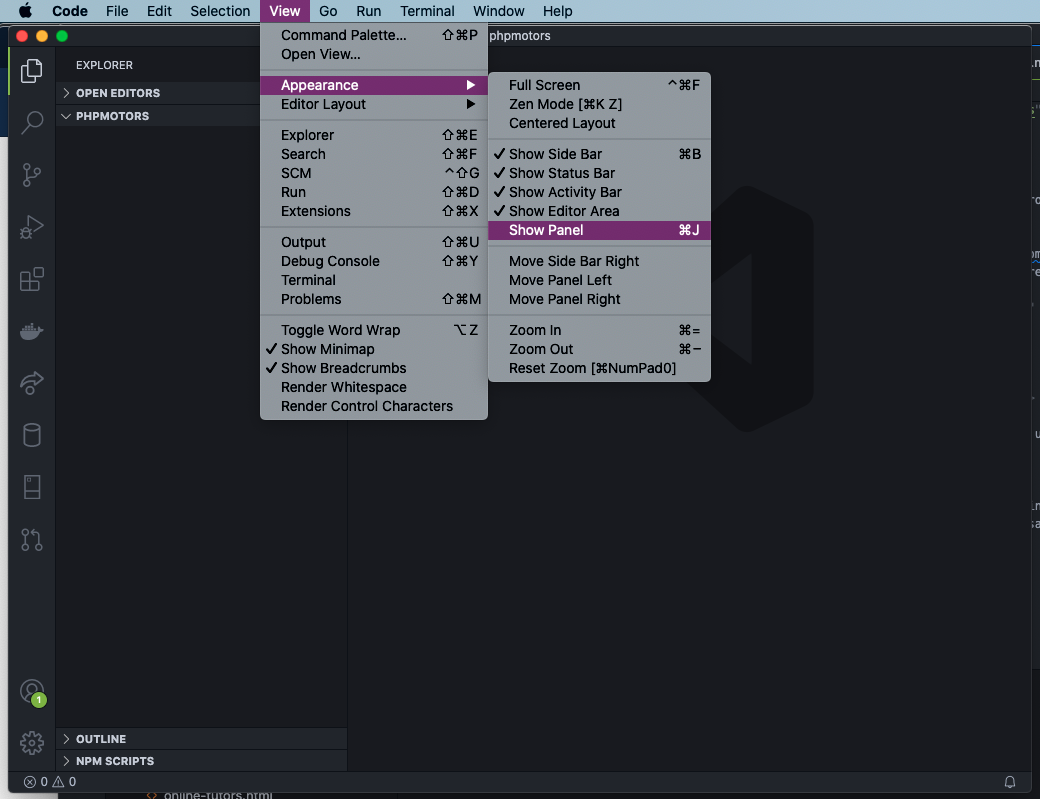 Code File Edit Selection View Go Run Terminal Window Help
phpmotors
EXPLORER
OPEN EDITORS
PHPMOTORS
OUTLINE
NPM SCRIPTS
Command Palette... ⇧⌘P
Open View...
Appearance ▶
Editor Layout ▶
Explorer ⇧⌘E
Search ⇧⌘F
SCM ^⇧G
Run ⇧⌘D
Extensions ⇧⌘X
Output ⇧⌘U
Debug Console ⇧⌘Y
Terminal
Problems ⇧⌘M
Toggle Word Wrap ⌥Z
✓ Show Minimap
✓ Show Breadcrumbs
Render Whitespace
Render Control Characters
Full Screen ^⌘F
Zen Mode [⌘K Z]
Centered Layout
✓ Show Side Bar ⌘B
✓ Show Status Bar
✓ Show Activity Bar
✓ Show Editor Area
Show Panel ⌘J
Move Side Bar Right
Move Panel Left
Move Panel Right
Zoom In ⌘=
Zoom Out ⌘−
Reset Zoom [⌘NumPad0]
1
0 0
online-tutors.html